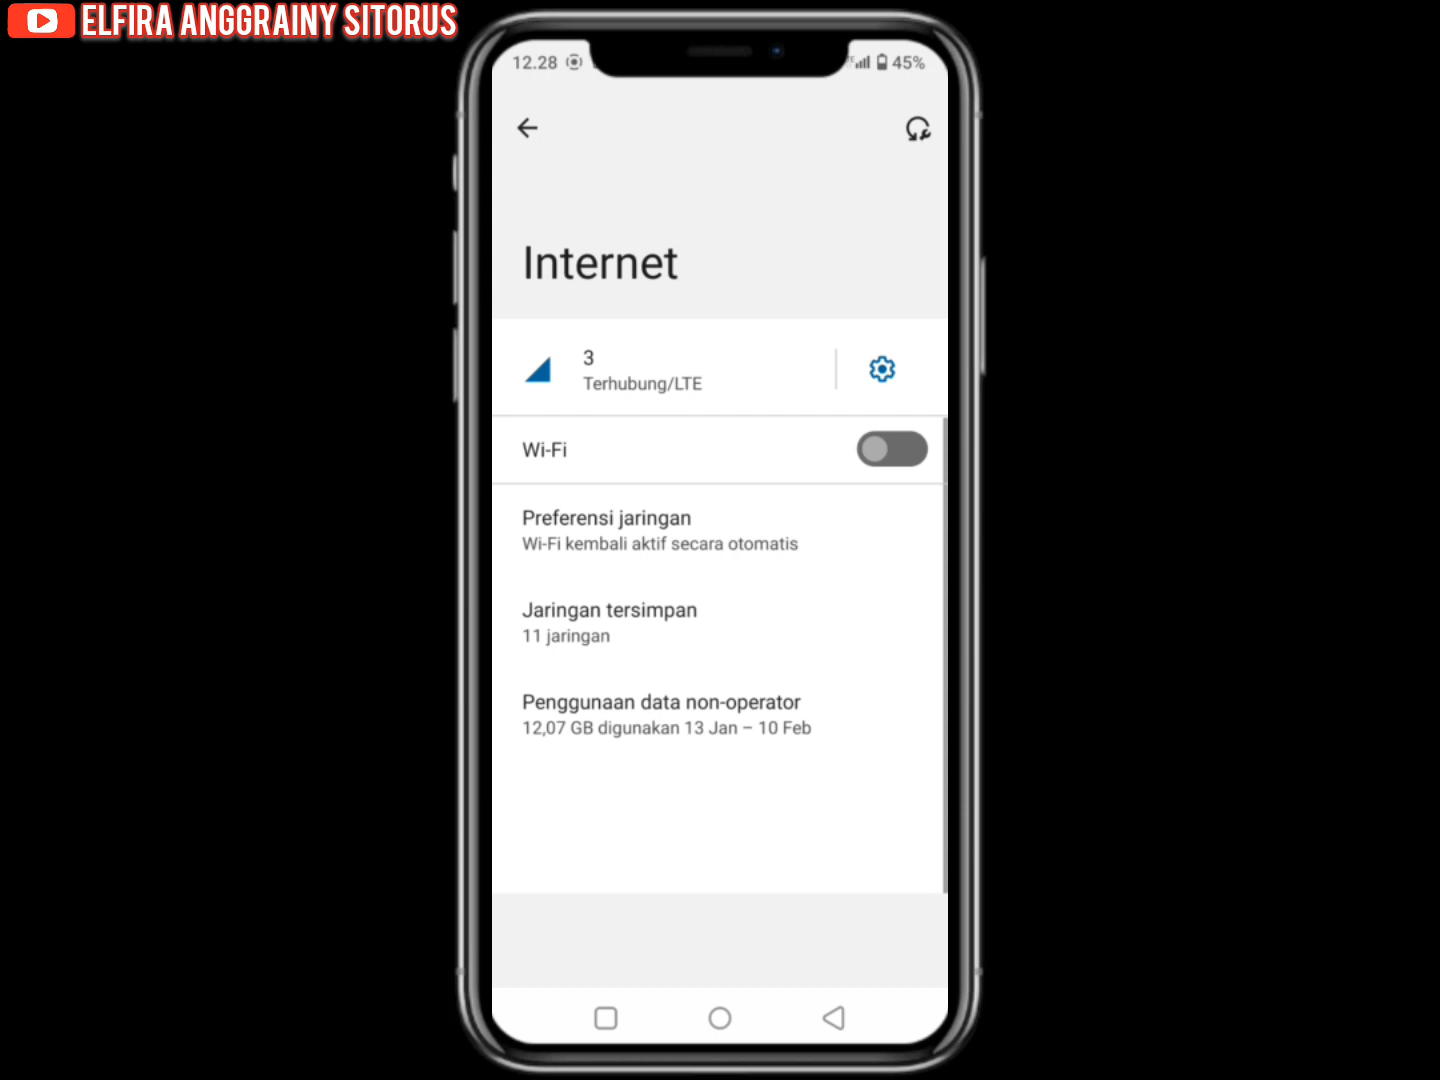 ELFIRA ANGGRAINY SITORUS
12.28
45%
Internet
3
Terhubung/LTE
Wi-Fi
Preferensi jaringan
Wi-Fi kembali aktif secara otomatis
Jaringan tersimpan
11 jaringan
Penggunaan data non-operator
12,07 GB digunakan 13 Jan – 10 Feb